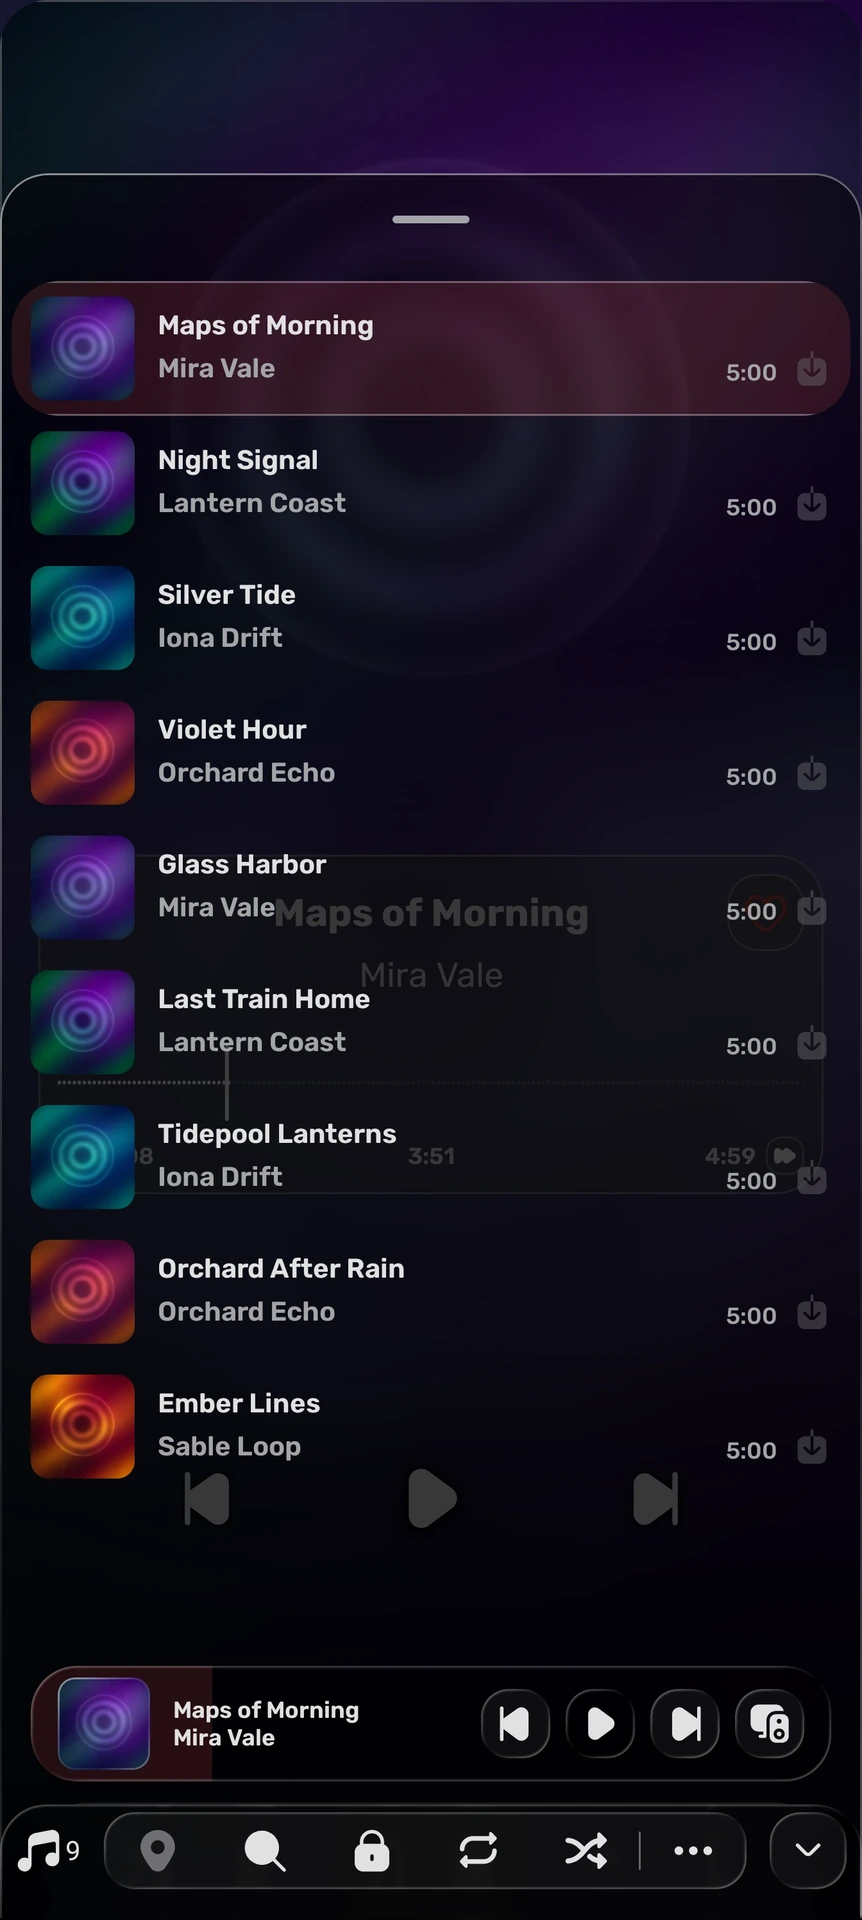 Maps of Morning
Mira Vale
5:00
Night Signal
Lantern Coast
5:00
Silver Tide
Iona Drift
5:00
Violet Hour
Orchard Echo
5:00
Glass Harbor
Mira Vale
5:00
Maps of Morning
Mira Vale
Last Train Home
Lantern Coast
5:00
Tidepool Lanterns
3:51
4:59
Iona Drift
5:00
Orchard After Rain
Orchard Echo
5:00
Ember Lines
Sable Loop
5:00
Maps of Morning
Mira Vale
9